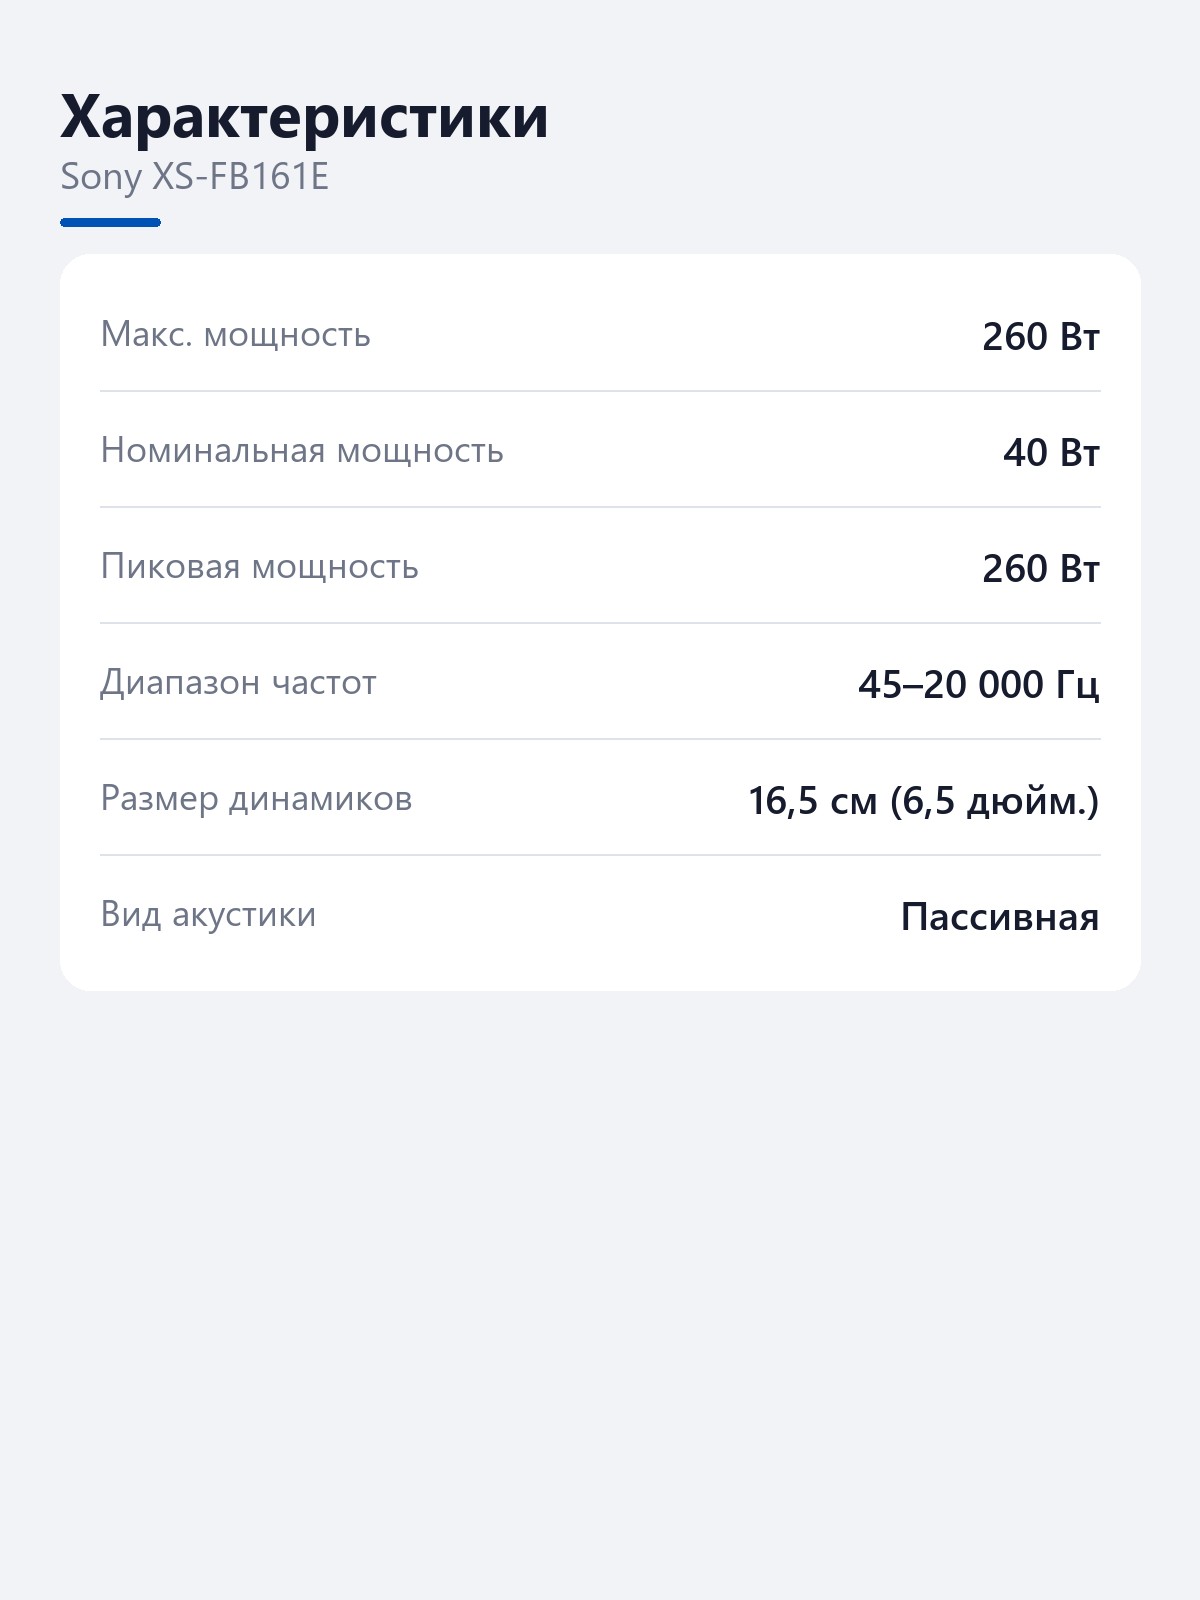 Характеристики
Sony XS-FB161E
Макс. мощность 260 Вт
Номинальная мощность 40 Вт
Пиковая мощность 260 Вт
Диапазон частот 45–20 000 Гц
Размер динамиков 16,5 см (6,5 дюйм.)
Вид акустики Пассивная